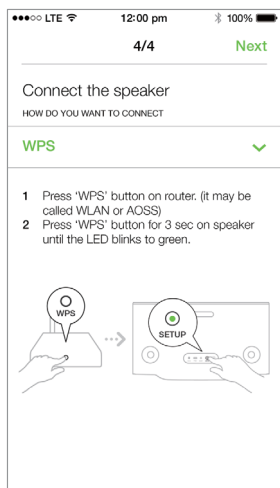 LTE 12:00 pm 100%
4/4 Next
Connect the speaker
HOW DO YOU WANT TO CONNECT
WPS
1 Press 'WPS' button on router. (it may be
called WLAN or AOSS)
2 Press 'WPS' button for 3 sec on speaker
until the LED blinks to green.
WPS
SETUP